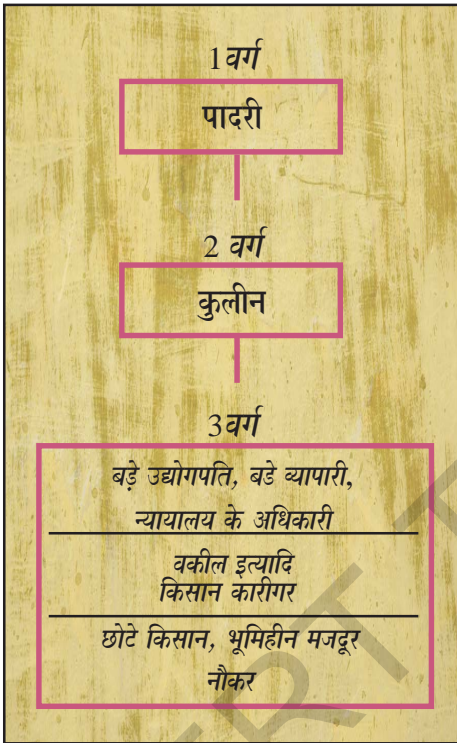 1वर्ग
पादरी
2 वर्ग
कुलीन
3वर्ग
बड़े उद्योगपति, बडे व्यापारी,
न्यायालय के अधिकारी
वकील इत्यादि
किसान कारीगर
छोटे किसान, भूमिहीन मजदूर
नौकर